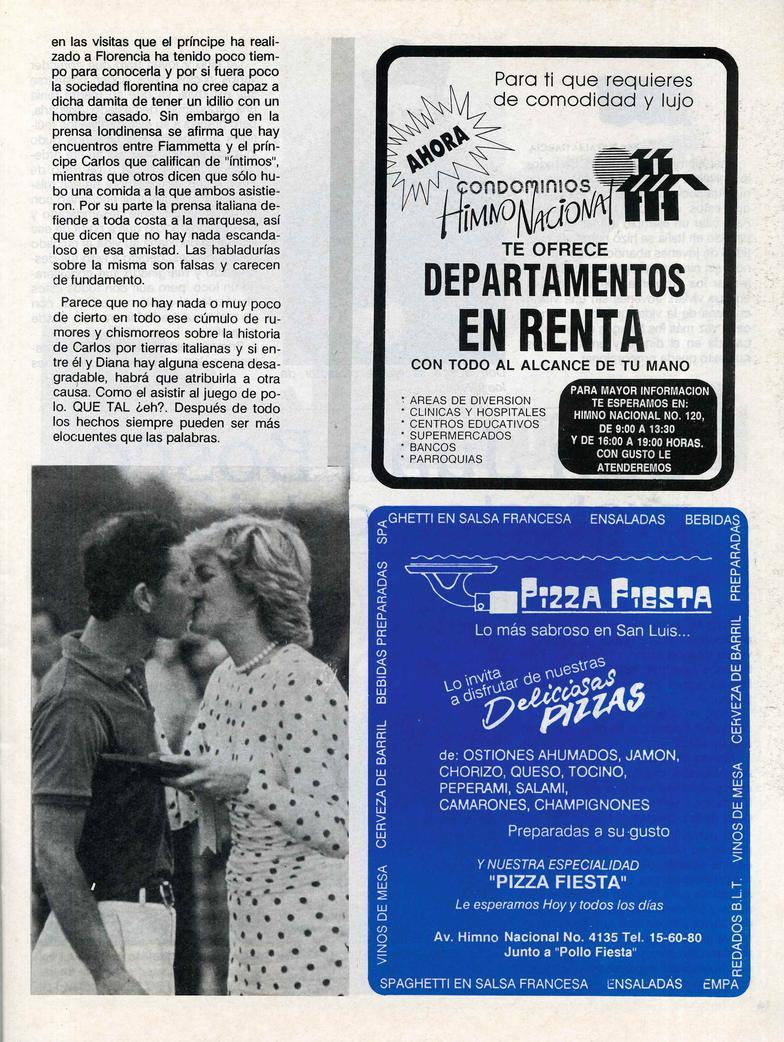 en las visitas que el príncipe ha reali-
zado a Florencia ha tenido poco tiem-
po para conocerla y por si fuera poco
la sociedad florentina no cree capaz a
dicha damita de tener un idilio con un
hombre casado. Sin embargo en la
prensa londinensa se afirma que hay
encuentros entre Fiammetta y el prín-
cipe Carlos que califican de "íntimos",
mientras que otros dicen que sólo hu-
bo una comida a la que ambos asistie-
ron. Por su parte la prensa italiana de-
fiende a toda costa a la marquesa, así
que dicen que no hay nada escanda-
loso en esa amistad. Las habladurías
sobre la misma son falsas y carecen
de fundamento.
Parece que no hay nada o muy poco
de cierto en todo ese cúmulo de ru-
mores y chismorreos sobre la historia
de Carlos por tierras italianas y si en-
tre él y Diana hay alguna escena desa-
gradable, habrá que atribuirla a otra
causa. Como el asistir al juego de po-
lo. QUE TAL ¿eh?. Después de todo
los hechos siempre pueden ser más
elocuentes que las palabras.
Para ti que requieres
de comodidad y lujo
AHORA
CONDOMINIOS
HIMNO NACIONAL
TE OFRECE
DEPARTAMENTOS
EN RENTA
CON TODO AL ALCANCE DE TU MANO
* AREAS DE DIVERSION
* CLINICAS Y HOSPITALES
* CENTROS EDUCATIVOS
* SUPERMERCADOS
* BANCOS
* PARROQUIAS
PARA MAYOR INFORMACION
TE ESPERAMOS EN:
HIMNO NACIONAL NO. 120,
DE 9:00 A 13:30
Y DE 16:00 A 19:00 HORAS.
CON GUSTO LE
ATENDEREMOS
SPAGHETTI EN SALSA FRANCESA ENSALADAS BEBIDAS
PREPARADAS CERVEZA DE BARRIL VINOS DE MESA EMPAREDADOS B.L.T.
VINOS DE MESA CERVEZA DE BARRIL BEBIDAS PREPARADAS
PIZZA FIESTA
Lo más sabroso en San Luis...
Lo invita
a disfrutar de nuestras
Deliciosas
PIZZAS
de: OSTIONES AHUMADOS, JAMON,
CHORIZO, QUESO, TOCINO,
PEPERAMI, SALAMI,
CAMARONES, CHAMPIGNONES
Preparadas a su gusto
Y NUESTRA ESPECIALIDAD
"PIZZA FIESTA"
Le esperamos Hoy y todos los días
Av. Himno Nacional No. 4135 Tel. 15-60-80
Junto a "Pollo Fiesta"
SPAGHETTI EN SALSA FRANCESA ENSALADAS